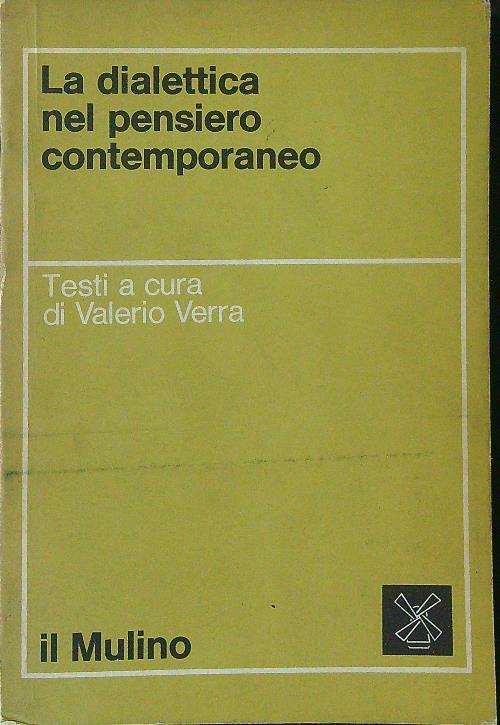 La dialettica
nel pensiero
contemporaneo
Testi a cura
di Valerio Verra
il Mulino